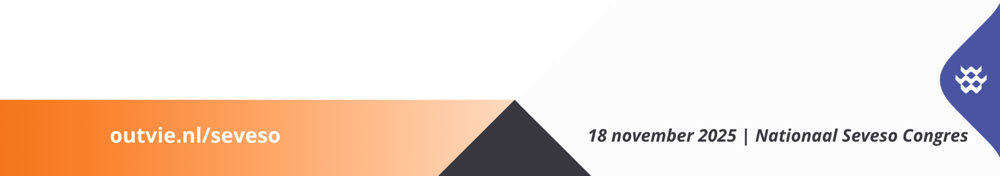 outvie.nl/seveso
18 november 2025 | Nationaal Seveso Congres